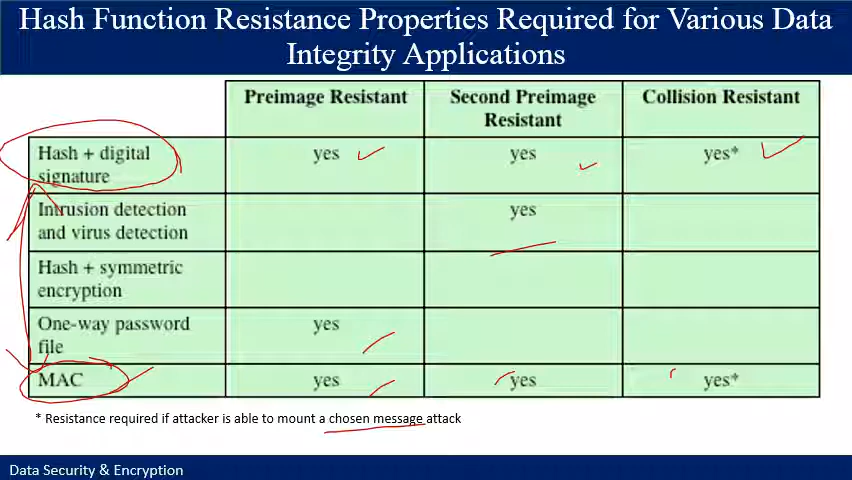 Hash Function Resistance Properties Required for Various Data
Integrity Applications
Preimage Resistant
Second Preimage
Resistant
Collision Resistant
Hash + digital
signature
yes
yes
yes*
Intrusion detection
and virus detection
yes
Hash + symmetric
encryption
One-way password
file
yes
MAC
yes
yes
yes*
* Resistance required if attacker is able to mount a chosen message attack
Data Security & Encryption